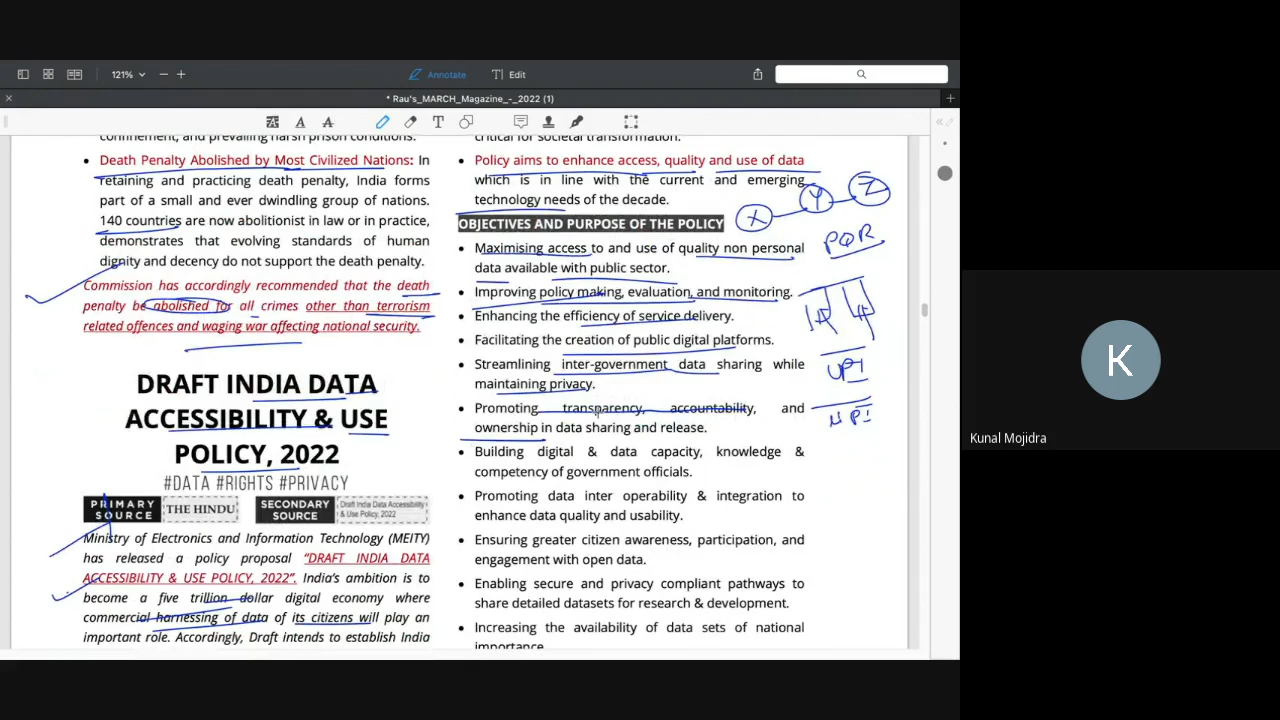 121%
Annotate
Edit
* Rau's_MARCH_Magazine_-_2022 (1)
confinement, and prevailing harsh prison conditions.
• Death Penalty Abolished by Most Civilized Nations: In
retaining and practicing death penalty, India forms
part of a small and ever dwindling group of nations.
140 countries are now abolitionist in law or in practice,
demonstrates that evolving standards of human
dignity and decency do not support the death penalty.
Commission has accordingly recommended that the death
penalty be abolished for all crimes other than terrorism
related offences and waging war affecting national security.
DRAFT INDIA DATA
ACCESSIBILITY & USE
POLICY, 2022
#DATA #RIGHTS #PRIVACY
PRIMARY
SOURCE
THE HINDU
SECONDARY
SOURCE
Draft India Data Accessibility
& Use Policy, 2022
Ministry of Electronics and Information Technology (MEITY)
has released a policy proposal "DRAFT INDIA DATA
ACCESSIBILITY & USE POLICY, 2022". India's ambition is to
become a five trillion dollar digital economy where
commercial harnessing of data of its citizens will play an
important role. Accordingly, Draft intends to establish India
critical for societal transformation.
• Policy aims to enhance access, quality and use of data
which is in line with the current and emerging
technology needs of the decade.
OBJECTIVES AND PURPOSE OF THE POLICY
• Maximising access to and use of quality non personal
data available with public sector.
• Improving policy making, evaluation, and monitoring.
• Enhancing the efficiency of service delivery.
• Facilitating the creation of public digital platforms.
• Streamlining inter-government data sharing while
maintaining privacy.
• Promoting transparency, accountability, and
ownership in data sharing and release.
• Building digital & data capacity, knowledge &
competency of government officials.
• Promoting data inter operability & integration to
enhance data quality and usability.
• Ensuring greater citizen awareness, participation, and
engagement with open data.
• Enabling secure and privacy compliant pathways to
share detailed datasets for research & development.
• Increasing the availability of data sets of national
importance.
X Y Z
PQR
UPI
K
Kunal Mojidra